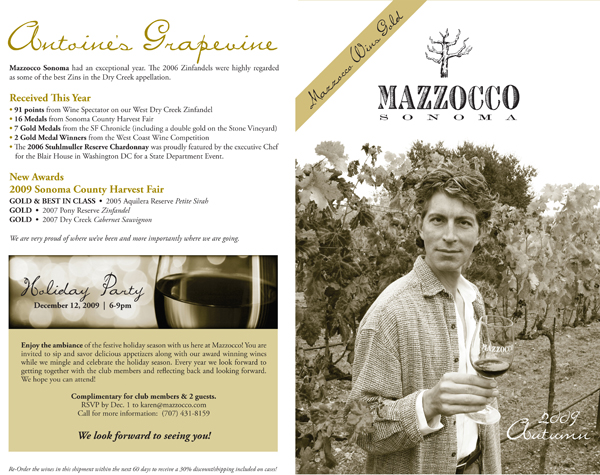 Antoine's Grapevine
Mazzocco Sonoma had an exceptional year. The 2006 Zinfandels were highly regarded
as some of the best Zins in the Dry Creek appellation.
Received This Year
• 91 points from Wine Spectator on our West Dry Creek Zinfandel
• 16 Medals from Sonoma County Harvest Fair
• 7 Gold Medals from the SF Chronicle (including a double gold on the Stone Vineyard)
• 2 Gold Medal Winners from the West Coast Wine Competition
• The 2006 Stuhlmuller Reserve Chardonnay was proudly featured by the executive Chef
for the Blair House in Washington DC for a State Department Event.
New Awards
2009 Sonoma County Harvest Fair
GOLD & BEST IN CLASS • 2005 Aquilera Reserve Petite Sirah
GOLD • 2007 Pony Reserve Zinfandel
GOLD • 2007 Dry Creek Cabernet Sauvignon
We are very proud of where we've been and more importantly where we are going.
Holiday Party
December 12, 2009 | 6-9pm
Enjoy the ambiance of the festive holiday season with us here at Mazzocco! You are
invited to sip and savor delicious appetizers along with our award winning wines
while we mingle and celebrate the holiday season. Every year we look forward to
getting together with the club members and reflecting back and looking forward.
We hope you can attend!
Complimentary for club members & 2 guests.
RSVP by Dec. 1 to karen@mazzocco.com
Call for more information: (707) 431-8159
We look forward to seeing you!
Re-Order the wines in this shipment within the next 60 days to receive a 30% discount/shipping included on cases!
Mazzocco Wins Gold
MAZZOCCO
SONOMA
MAZZOCCO
2009
Autumn